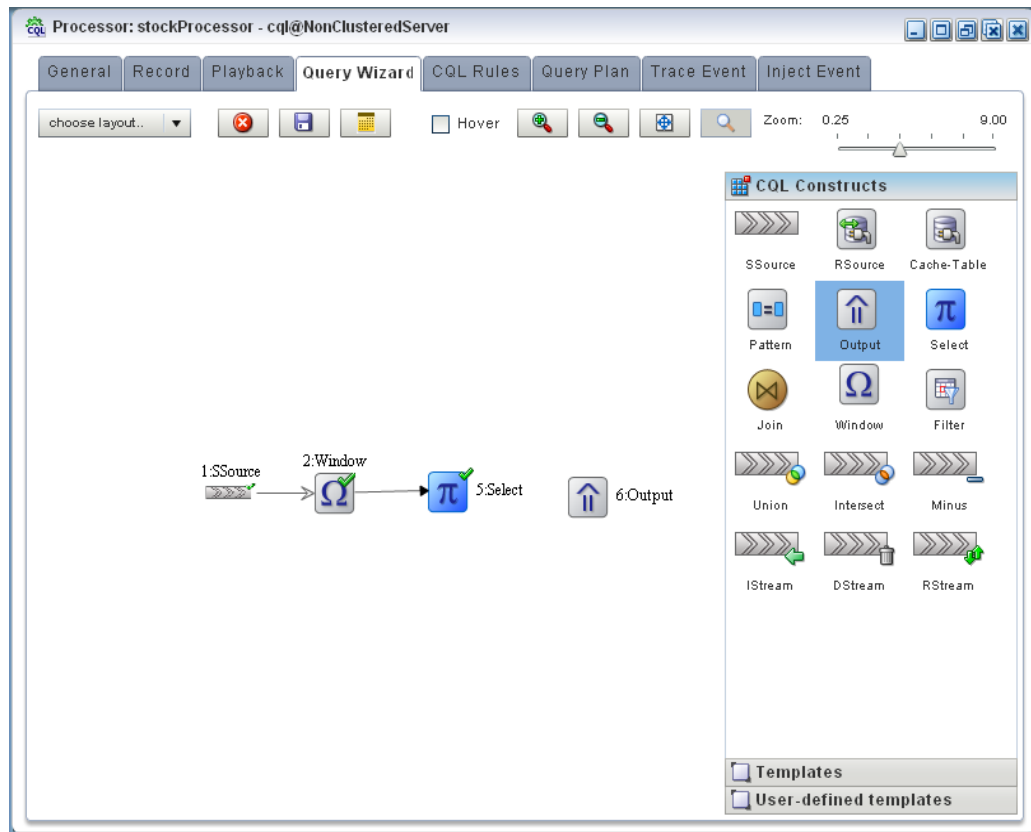 CQL Processor: stockProcessor - cql@NonClusteredServer
General Record Playback Query Wizard CQL Rules Query Plan Trace Event Inject Event
choose layout.. Hover Zoom: 0.25 9.00
CQL Constructs
SSource RSource Cache-Table
Pattern Output Select
Join Window Filter
Union Intersect Minus
IStream DStream RStream
1:SSource
2:Window
5:Select
6:Output
Templates
User-defined templates